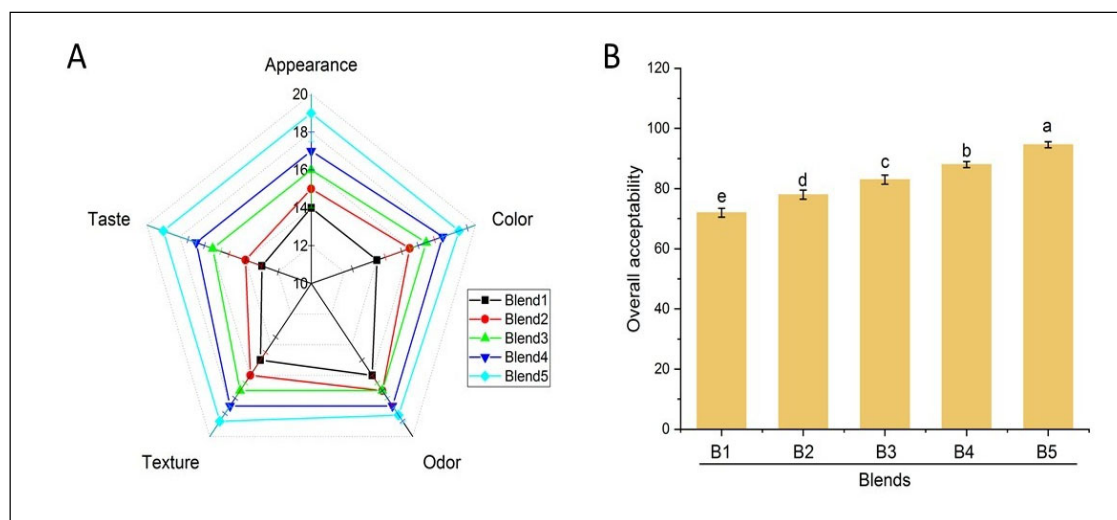 A
Appearance
20
18
16
14
12
10
Taste
Color
Texture
Odor
Blend1
Blend2
Blend3
Blend4
Blend5
B
Overall acceptability
120
100
80
60
40
20
0
e
d
c
b
a
B1 B2 B3 B4 B5
Blends